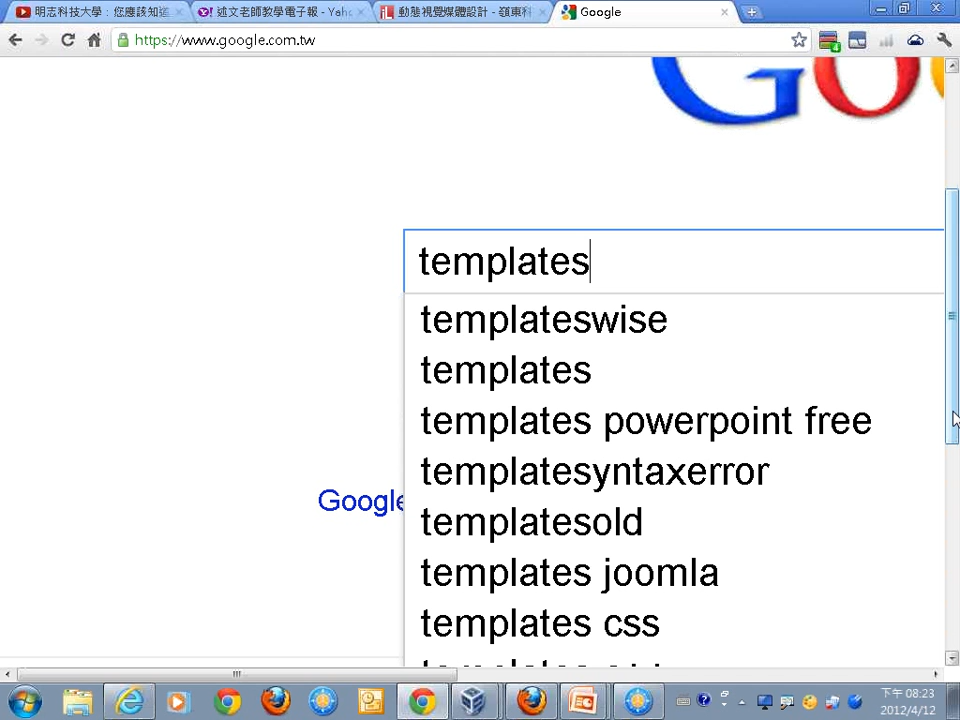 明志科技大學：您應該知道
述文老師教學電子報 - Yaho
動態視覺媒體設計 - 嶺東科
Google
https://www.google.com.tw
Goo
templates
templateswise
templates
templates powerpoint free
templatesyntaxerror
Google
templatesold
templates joomla
templates css
下午 08:23
2012/4/12